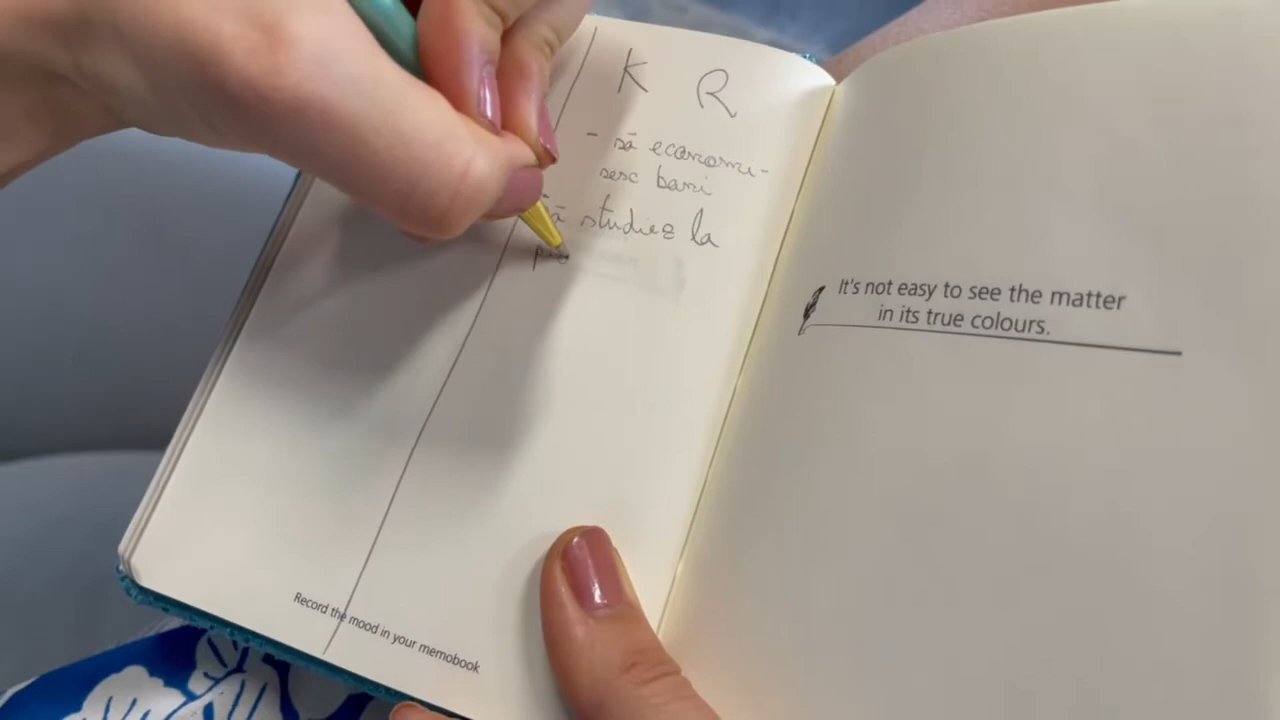 K R
- să economi-
sesc bani
să studiez la
Record the mood in your memobook
It's not easy to see the matter
in its true colours.